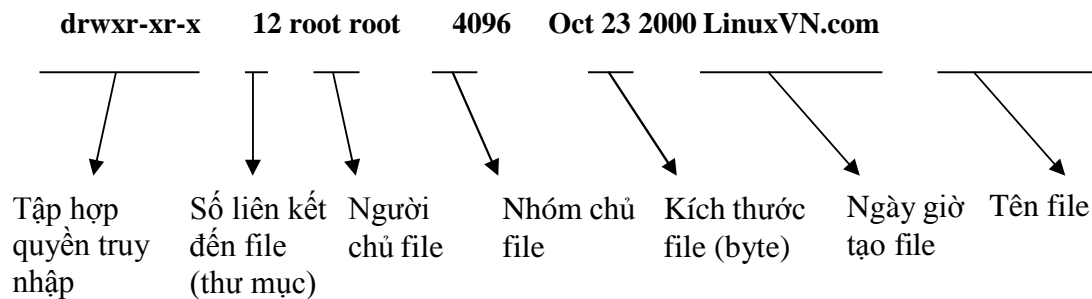 drwxr-xr-x 12 root root 4096 Oct 23 2000 LinuxVN.com
Tập hợp
quyền truy
nhập
Số liên kết
đến file
(thư mục)
Người
chủ file
Nhóm chủ
file
Kích thước
file (byte)
Ngày giờ
tạo file
Tên file